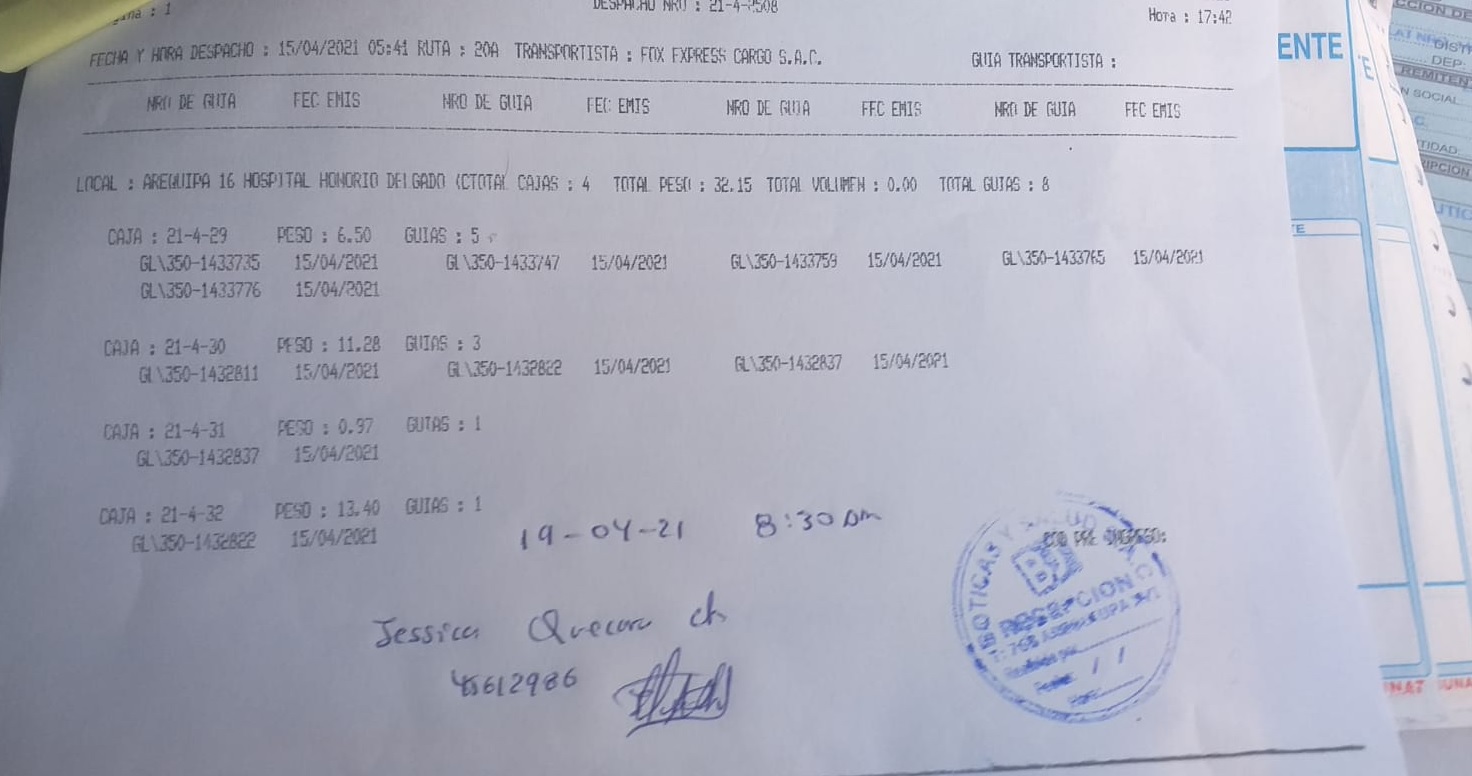 : 1
DESPACHO NRO : 21-4-2508
Hora : 17:42
FECHA Y HORA DESPACHO : 15/04/2021 05:41 RUTA : 20A TRANSPORTISTA : FOX EXPRESS CARGO S.A.C. GUIA TRANSPORTISTA :
NRO DE GUIA FEC EMIS NRO DE GUIA FEC EMIS NRO DE GUIA FEC EMIS NRO DE GUIA FEC EMIS
LOCAL : AREQUIPA 16 HOSPITAL HONORIO DELGADO (CTOTAL CAJAS : 4 TOTAL PESO : 32.15 TOTAL VOLUMEN : 0.00 TOTAL GUIAS : 8
CAJA : 21-4-29 PESO : 6.50 GUIAS : 5
GL\350-1433735 15/04/2021 GL\350-1433747 15/04/2021 GL\350-1433759 15/04/2021 GL\350-1433765 15/04/2021
GL\350-1433776 15/04/2021
CAJA : 21-4-30 PESO : 11.28 GUIAS : 3
GL\350-1432811 15/04/2021 GL\350-1432822 15/04/2021 GL\350-1432837 15/04/2021
CAJA : 21-4-31 PESO : 0.97 GUIAS : 1
GL\350-1432837 15/04/2021
CAJA : 21-4-32 PESO : 13.40 GUIAS : 1
GL\350-1432822 15/04/2021
19-04-21 8:30 am
COD PRE INGRESO:
Jessica ch
45612986
BOTICAS Y SALUD
RECEPCION
ENTE
REMITEN
N SOCIAL